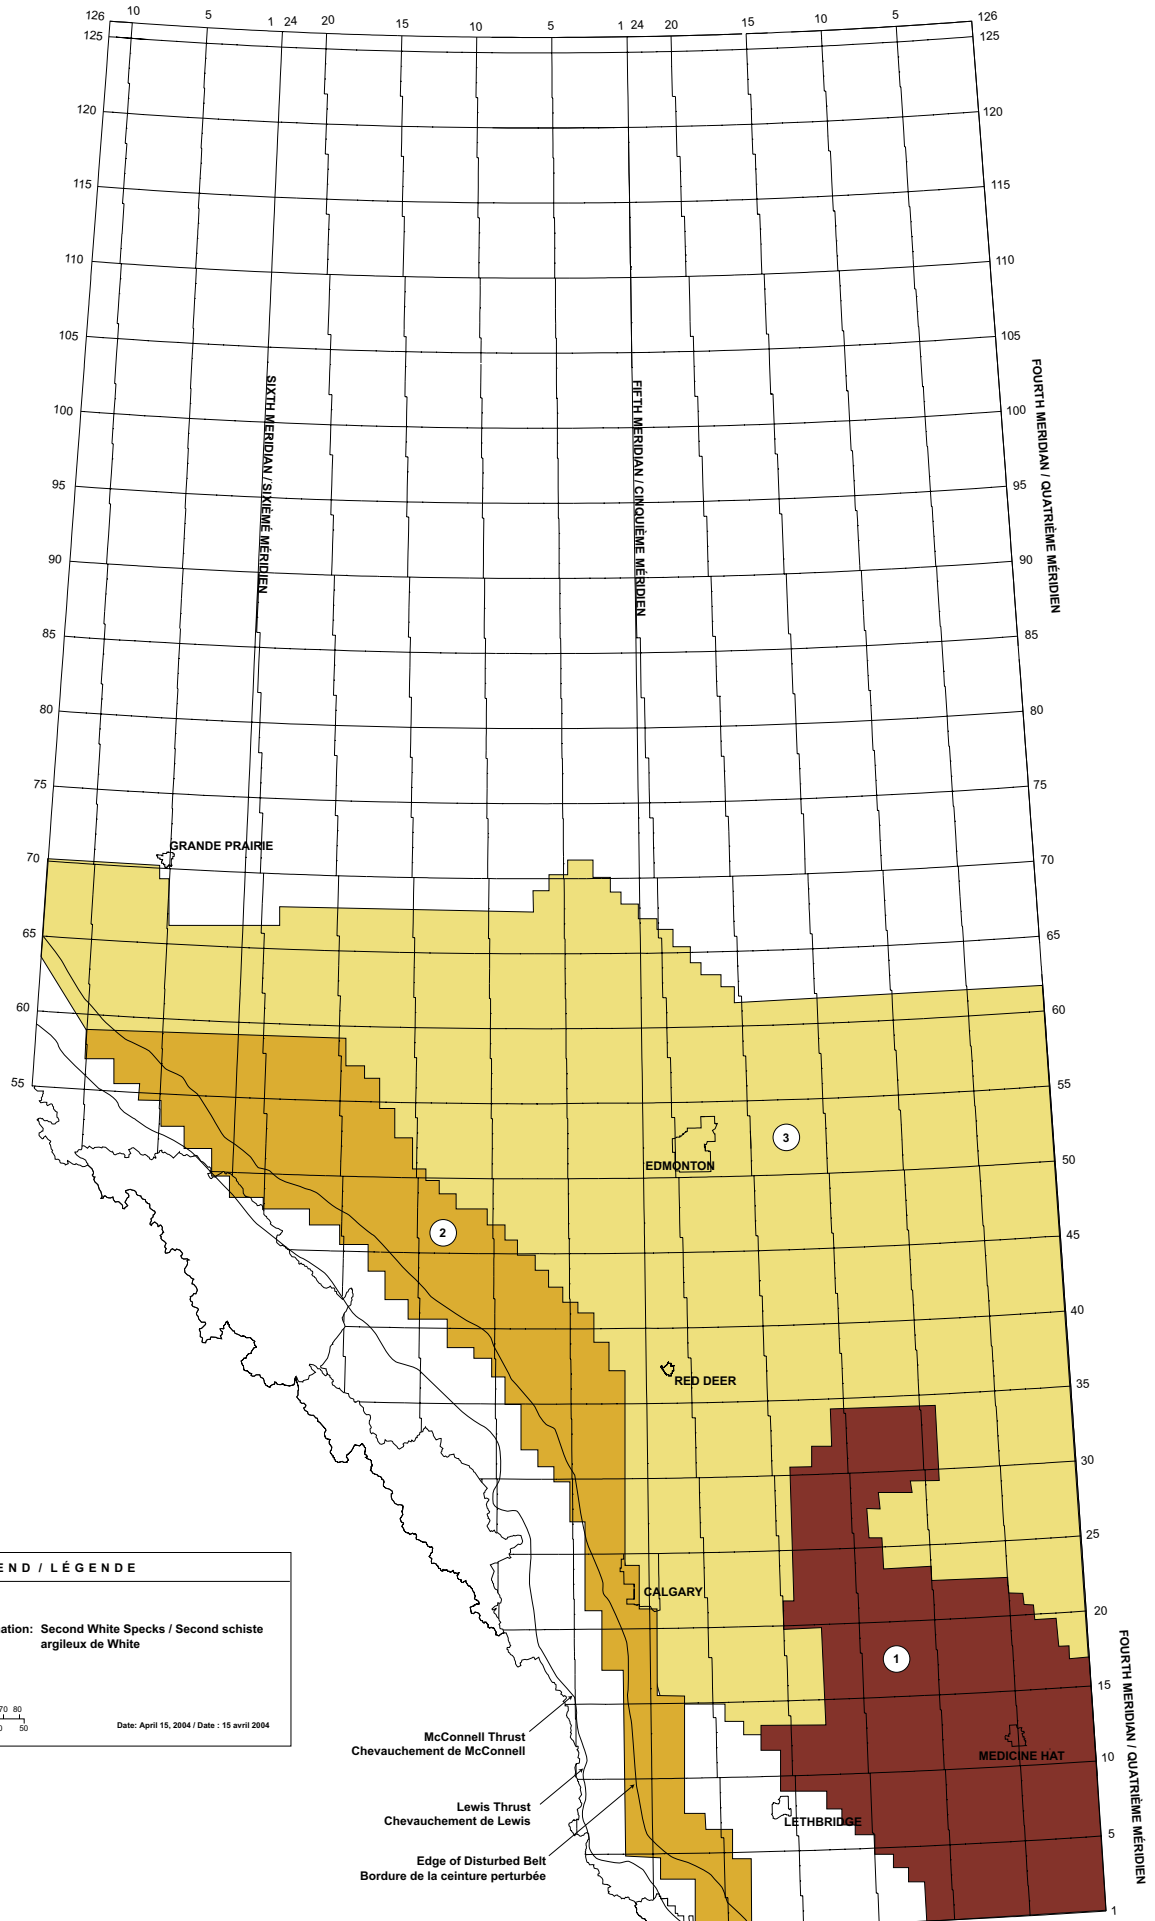 126 10 5 1 24 20 15 10 5 1 24 20 15 10 5 126
125 125
120 120
115 115
110 110
105 105
100 100
95 95
90 90
85 85
80 80
75 75
70 70
65 65
60 60
55 55
50
45
40
35
30
25
20
15
10
5
1
SIXTH MERIDIAN / SIXIÈMÉ MÉRIDIEN
FIFTH MERIDIAN / CINQUIÈME MÉRIDIEN
FOURTH MERIDIAN / QUATRIÈME MÉRIDIEN
GRANDE PRAIRIE
3
EDMONTON
2
RED DEER
CALGARY
1
MEDICINE HAT
LETHBRIDGE
FOURTH MERIDIAN / QUATRIÈME MÉRIDIEN
McConnell Thrust
Chevauchement de McConnell
Lewis Thrust
Chevauchement de Lewis
Edge of Disturbed Belt
Bordure de la ceinture perturbée
END / LÉGENDE
ation: Second White Specks / Second schiste
argileux de White
70 80
50
Date: April 15, 2004 / Date : 15 avril 2004